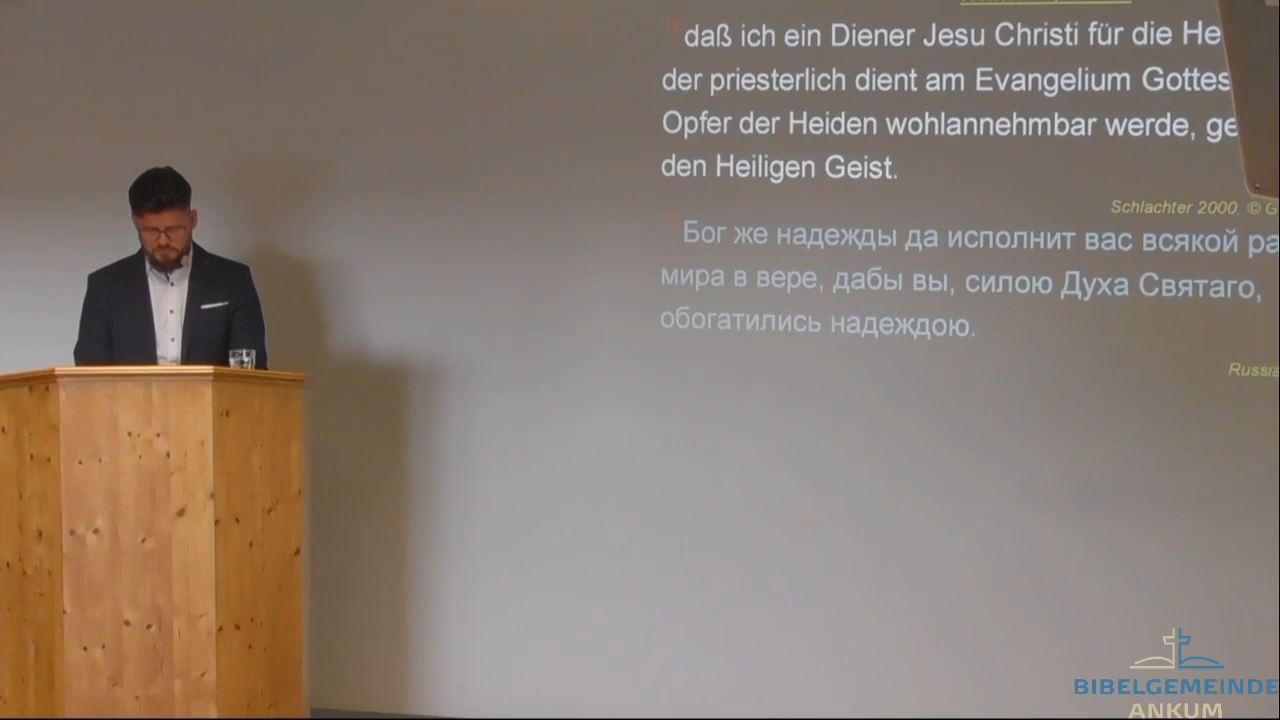 daß ich ein Diener Jesu Christi für die He
der priesterlich dient am Evangelium Gottes
Opfer der Heiden wohlannehmbar werde, ge
den Heiligen Geist.
Schlachter 2000, © G
Бог же надежды да исполнит вас всякой ра
мира в вере, дабы вы, силою Духа Святаго,
обогатились надеждою.
Russia
BIBELGEMEINDE
ANKUM